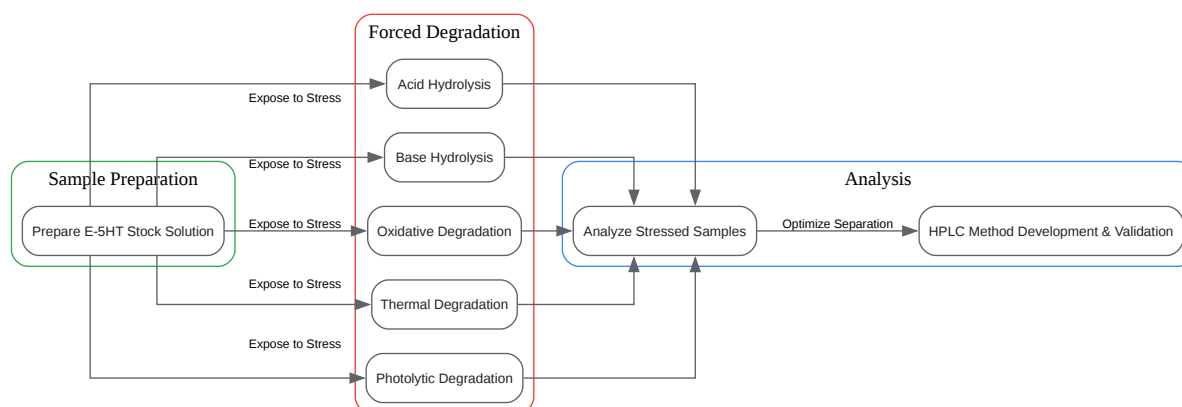 Forced Degradation
Acid Hydrolysis
Expose to Stress
Base Hydrolysis
Expose to Stress
Sample Preparation
Analysis
Prepare E-5HT Stock Solution
Expose to Stress
Oxidative Degradation
Analyze Stressed Samples
Optimize Separation
HPLC Method Development & Validation
Expose to Stress
Thermal Degradation
Expose to Stress
Photolytic Degradation